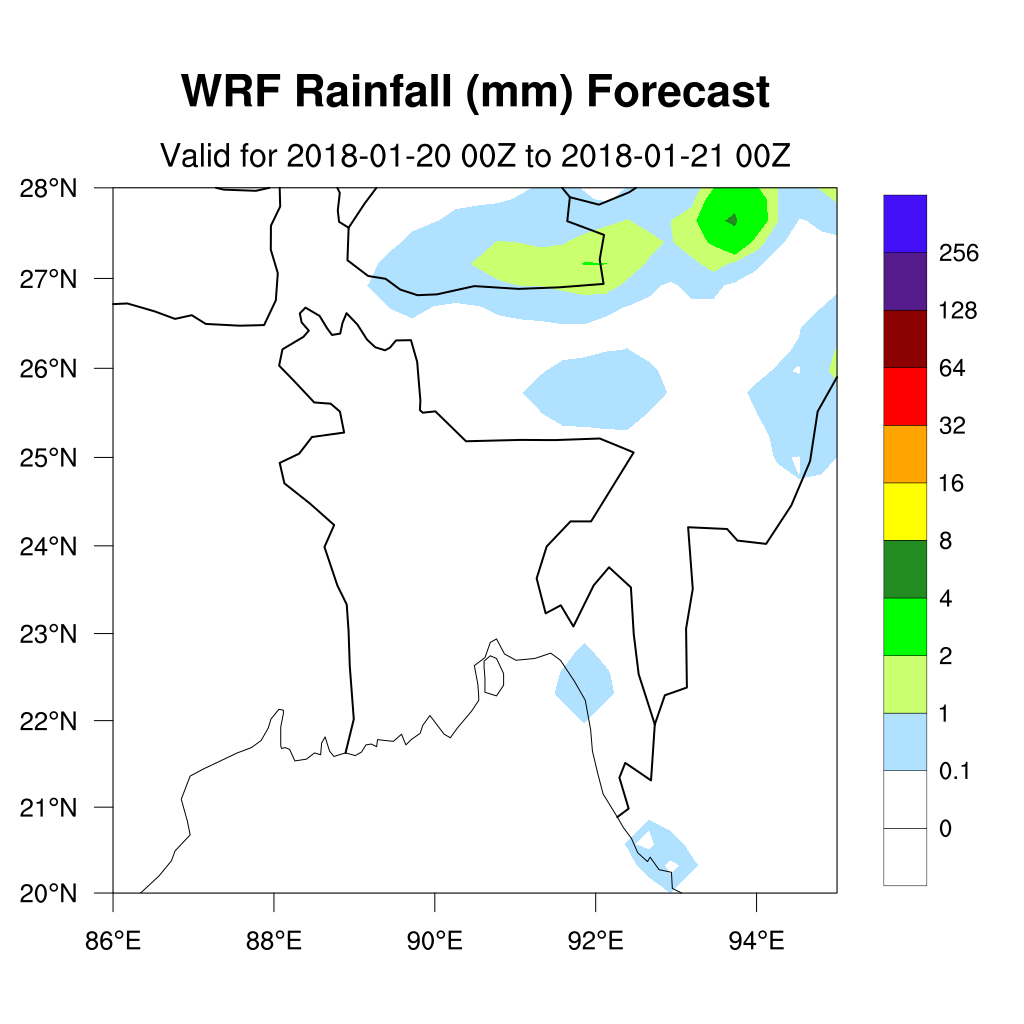 WRF Rainfall (mm) Forecast
Valid for 2018-01-20 00Z to 2018-01-21 00Z
28°N
27°N
26°N
25°N
24°N
23°N
22°N
21°N
20°N
86°E
88°E
90°E
92°E
94°E
256
128
64
32
16
8
4
2
1
0.1
0